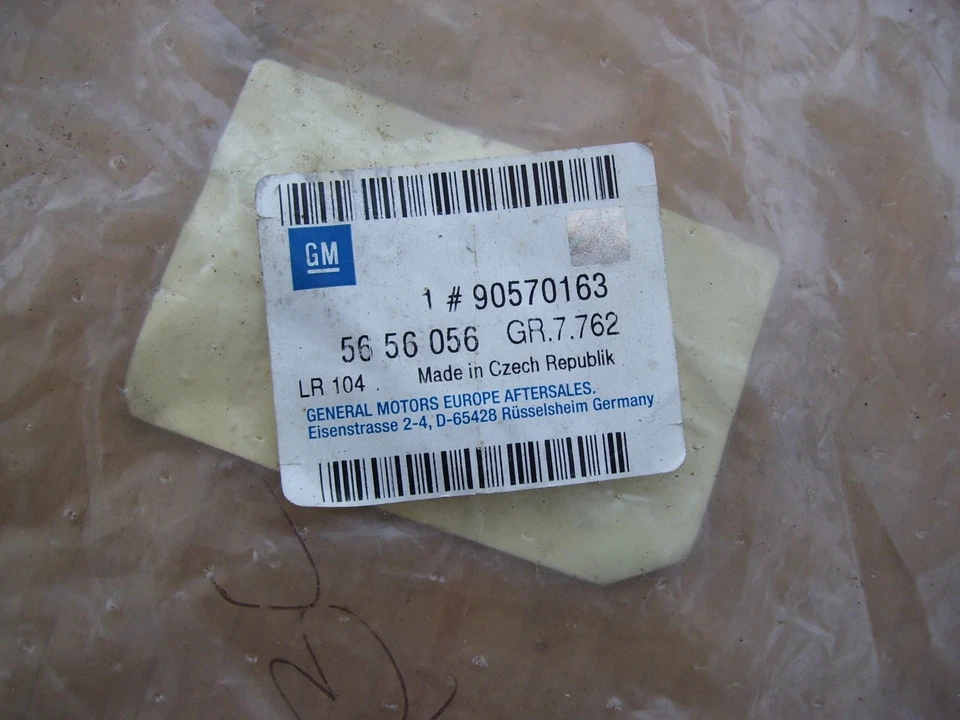 GM
1 # 90570163
56 56 056 GR.7.762
LR 104 . Made in Czech Republik
GENERAL MOTORS EUROPE AFTERSALES.
Eisenstrasse 2-4, D-65428 Rüsselsheim Germany